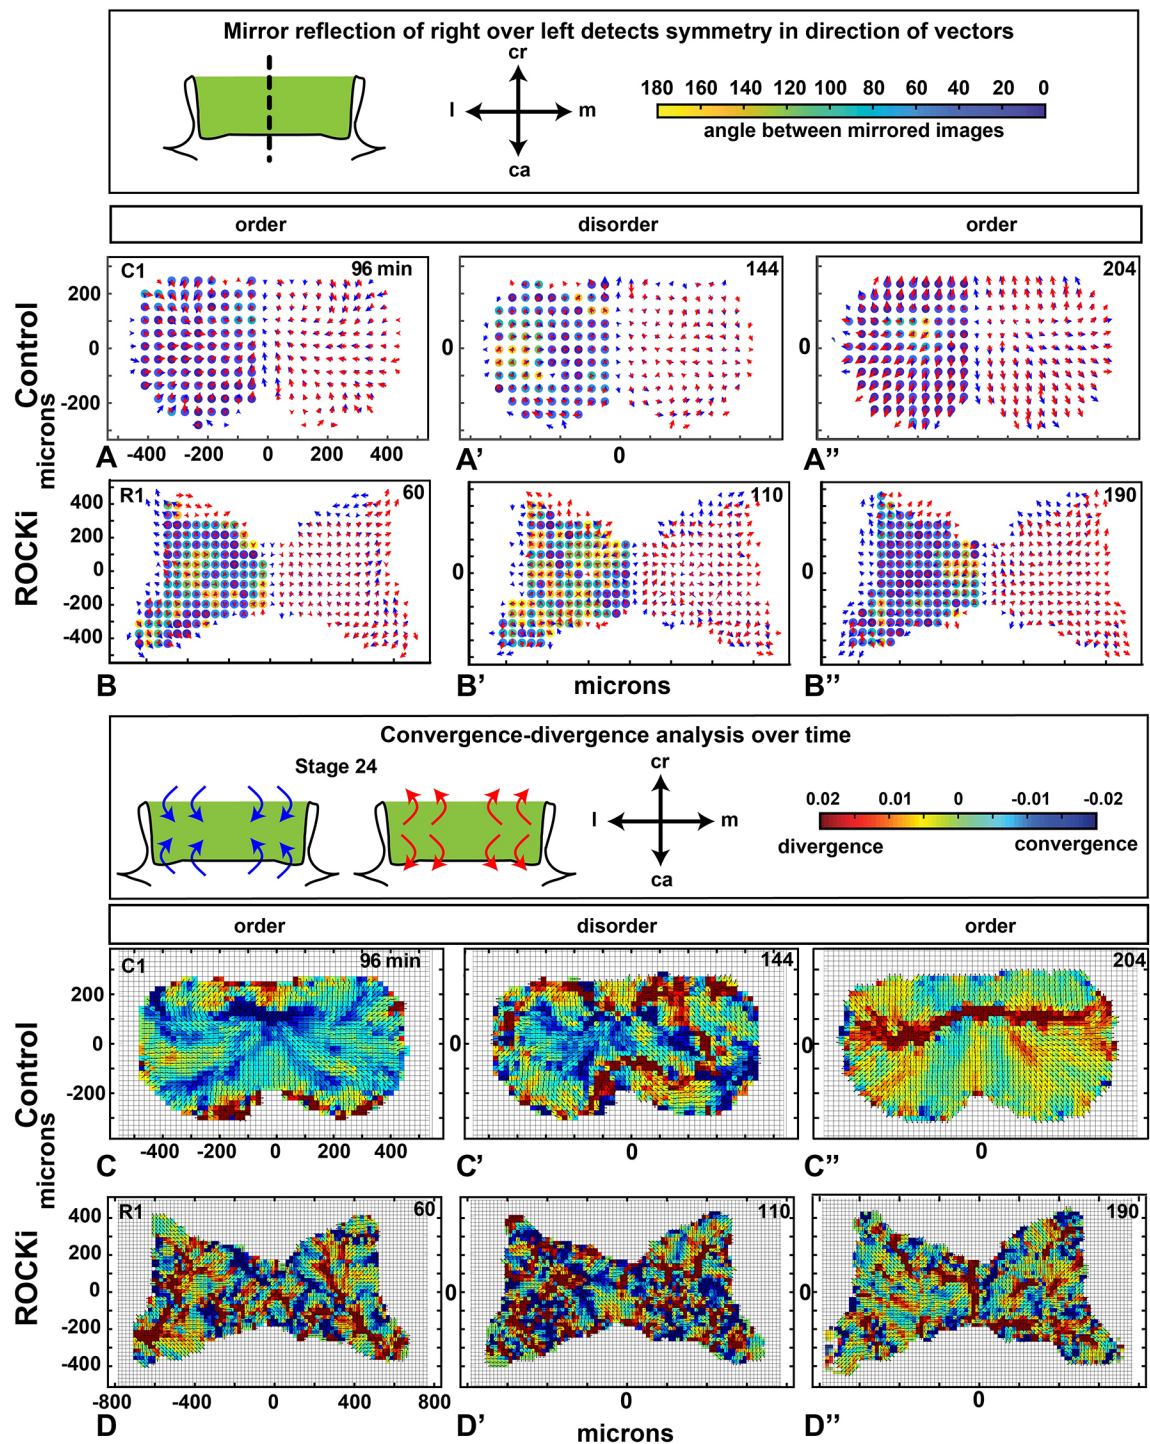 Mirror reflection of right over left detects symmetry in direction of vectors
cr
l m
ca
180 160 140 120 100 80 60 40 20 0
angle between mirrored images
order disorder order
Control
microns
C1 96 min
200
0
-200
-400 -200 0 200 400
A
144
0
0
A’
204
0
A’’
ROCKi
R1 60
400
200
0
-200
-400
B
110
0
B’
190
0
B’’
microns
Convergence-divergence analysis over time
Stage 24
cr
l m
ca
0.02 0.01 0 -0.01 -0.02
divergence convergence
order disorder order
Control
microns
C1 96 min
200
0
-200
-400 -200 0 200 400
C
144
0
0
C’
204
0
0
C’’
ROCKi
R1 60
400
200
0
-200
-400
-800 -400 0 400 800
D
110
0
0
D’
190
0
0
D’’
microns